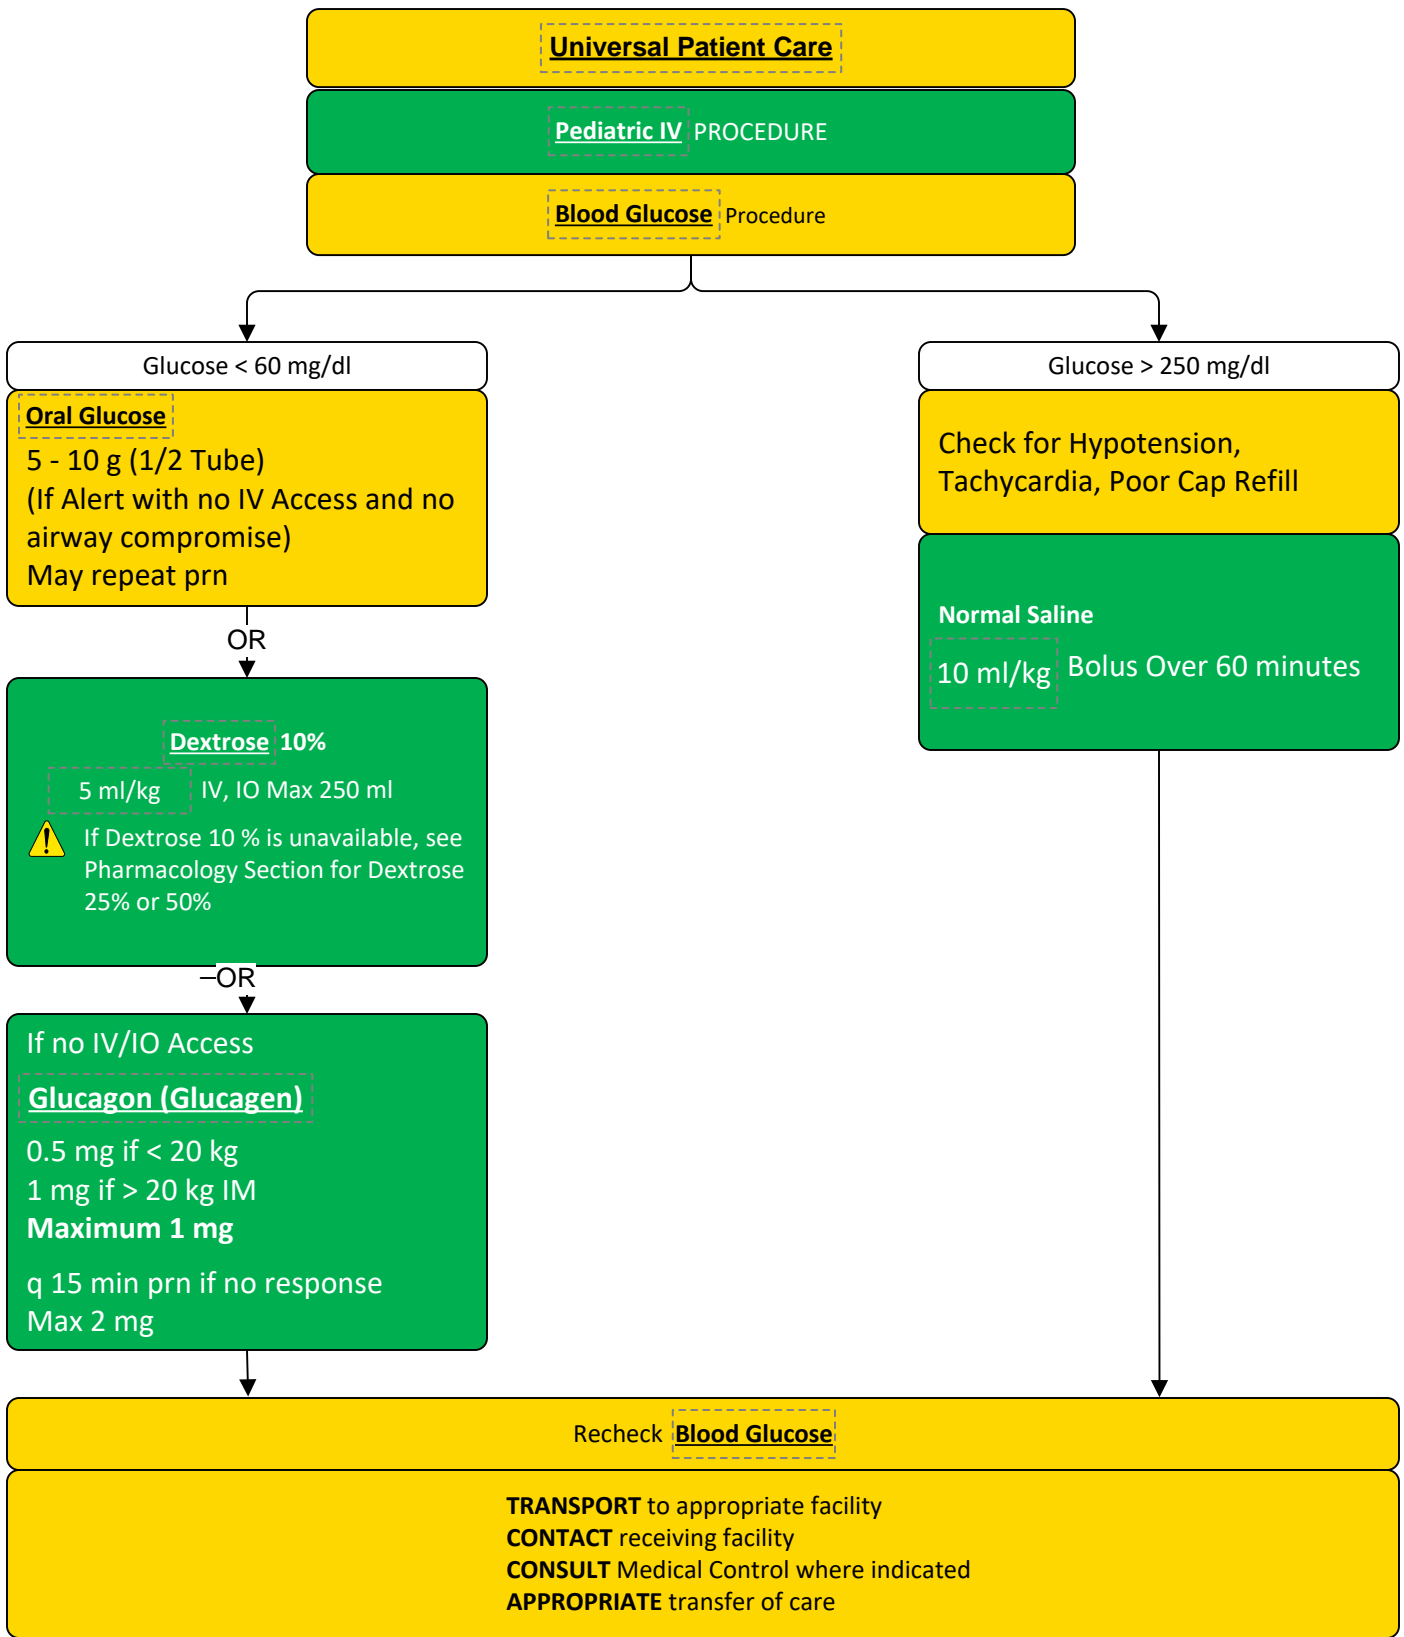 Universal Patient Care
Pediatric IV PROCEDURE
Blood Glucose Procedure
Glucose < 60 mg/dl
Oral Glucose
5 - 10 g (1/2 Tube)
(If Alert with no IV Access and no
airway compromise)
May repeat prn
OR
Dextrose 10%
5 ml/kg IV, IO Max 250 ml
If Dextrose 10 % is unavailable, see
Pharmacology Section for Dextrose
25% or 50%
OR
If no IV/IO Access
Glucagon (Glucagen)
0.5 mg if < 20 kg
1 mg if > 20 kg IM
Maximum 1 mg
q 15 min prn if no response
Max 2 mg
Glucose > 250 mg/dl
Check for Hypotension,
Tachycardia, Poor Cap Refill
Normal Saline
10 ml/kg Bolus Over 60 minutes
Recheck Blood Glucose
TRANSPORT to appropriate facility
CONTACT receiving facility
CONSULT Medical Control where indicated
APPROPRIATE transfer of care